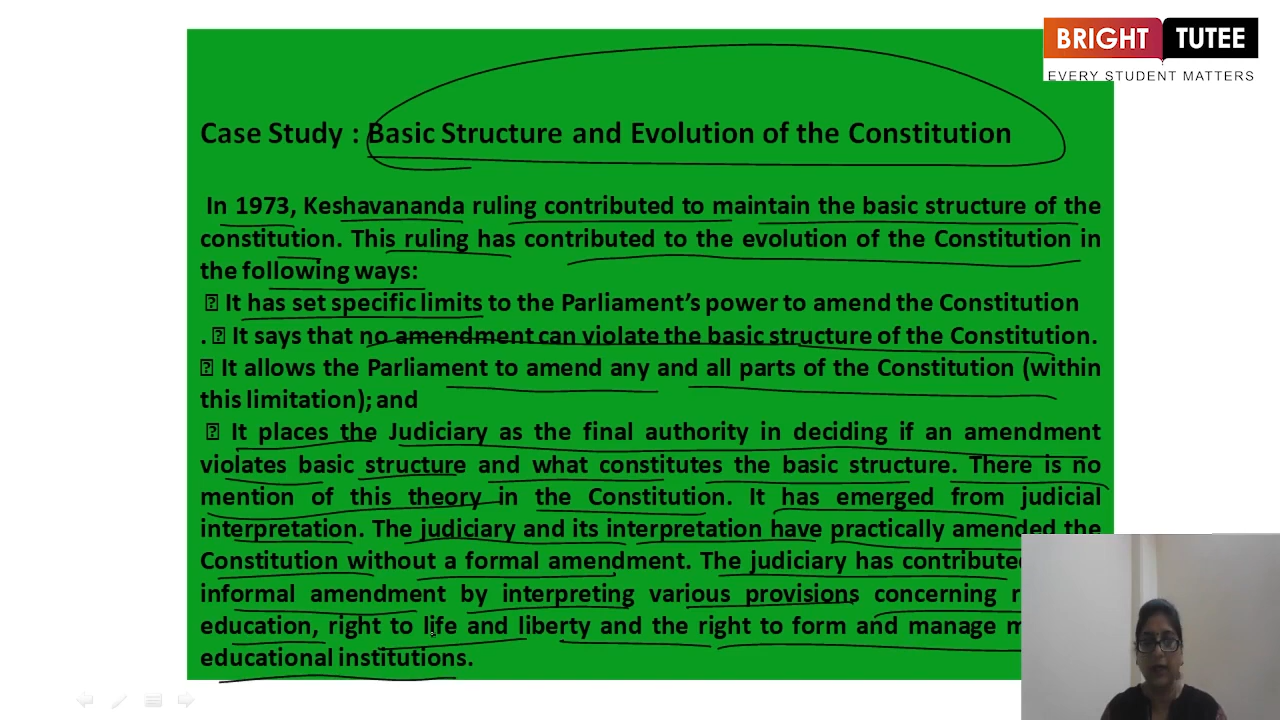 BRIGHT TUTEE
EVERY STUDENT MATTERS
Case Study : Basic Structure and Evolution of the Constitution
In 1973, Keshavananda ruling contributed to maintain the basic structure of the
constitution. This ruling has contributed to the evolution of the Constitution in
the following ways:
It has set specific limits to the Parliament’s power to amend the Constitution
. It says that no amendment can violate the basic structure of the Constitution.
It allows the Parliament to amend any and all parts of the Constitution (within
this limitation); and
It places the Judiciary as the final authority in deciding if an amendment
violates basic structure and what constitutes the basic structure. There is no
mention of this theory in the Constitution. It has emerged from judicial
interpretation. The judiciary and its interpretation have practically amended the
Constitution without a formal amendment. The judiciary has contributed
informal amendment by interpreting various provisions concerning
education, right to life and liberty and the right to form and manage
educational institutions.